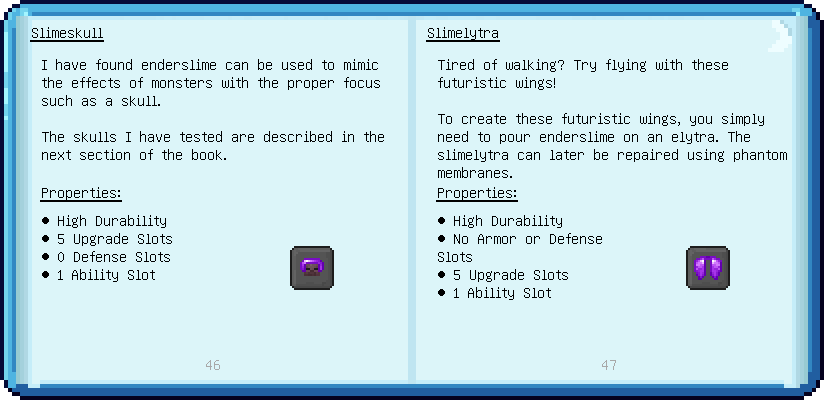 Slimeskull
I have found enderslime can be used to mimic
the effects of monsters with the proper focus
such as a skull.
The skulls I have tested are described in the
next section of the book.
Properties:
● High Durability
● 5 Upgrade Slots
● 0 Defense Slots
● 1 Ability Slot
46
Slimelytra
Tired of walking? Try flying with these
futuristic wings!
To create these futuristic wings, you simply
need to pour enderslime on an elytra. The
slimelytra can later be repaired using phantom
membranes.
Properties:
● High Durability
● No Armor or Defense
Slots
● 5 Upgrade Slots
● 1 Ability Slot
47